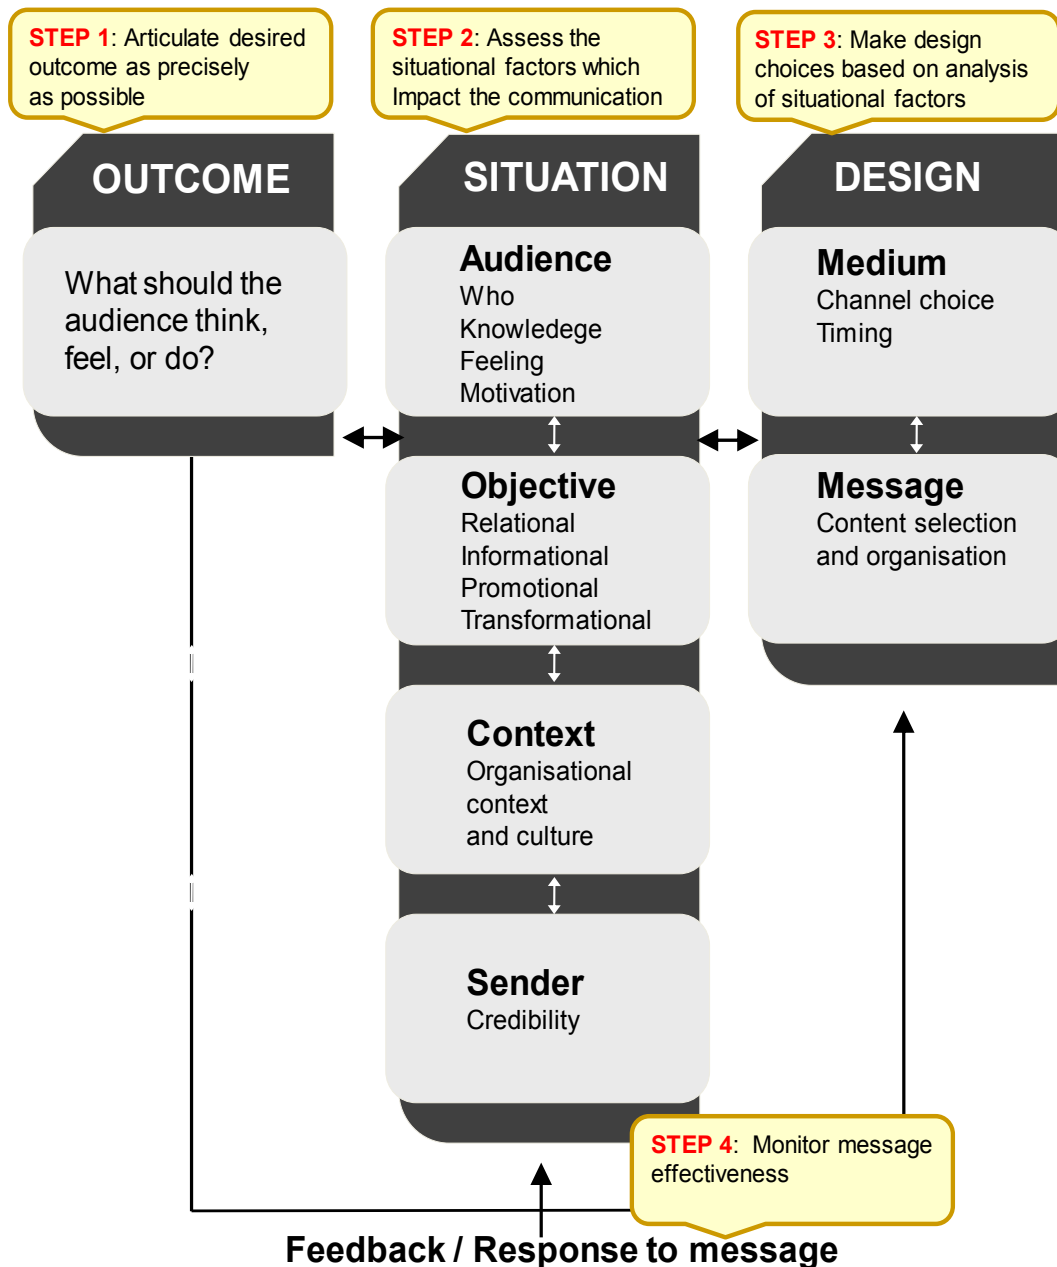 STEP 1: Articulate desired
outcome as precisely
as possible
STEP 2: Assess the
situational factors which
Impact the communication
STEP 3: Make design
choices based on analysis
of situational factors
OUTCOME
What should the
audience think,
feel, or do?
SITUATION
Audience
Who
Knowledege
Feeling
Motivation
Objective
Relational
Informational
Promotional
Transformational
Context
Organisational
context
and culture
Sender
Credibility
DESIGN
Medium
Channel choice
Timing
Message
Content selection
and organisation
STEP 4: Monitor message
effectiveness
Feedback / Response to message